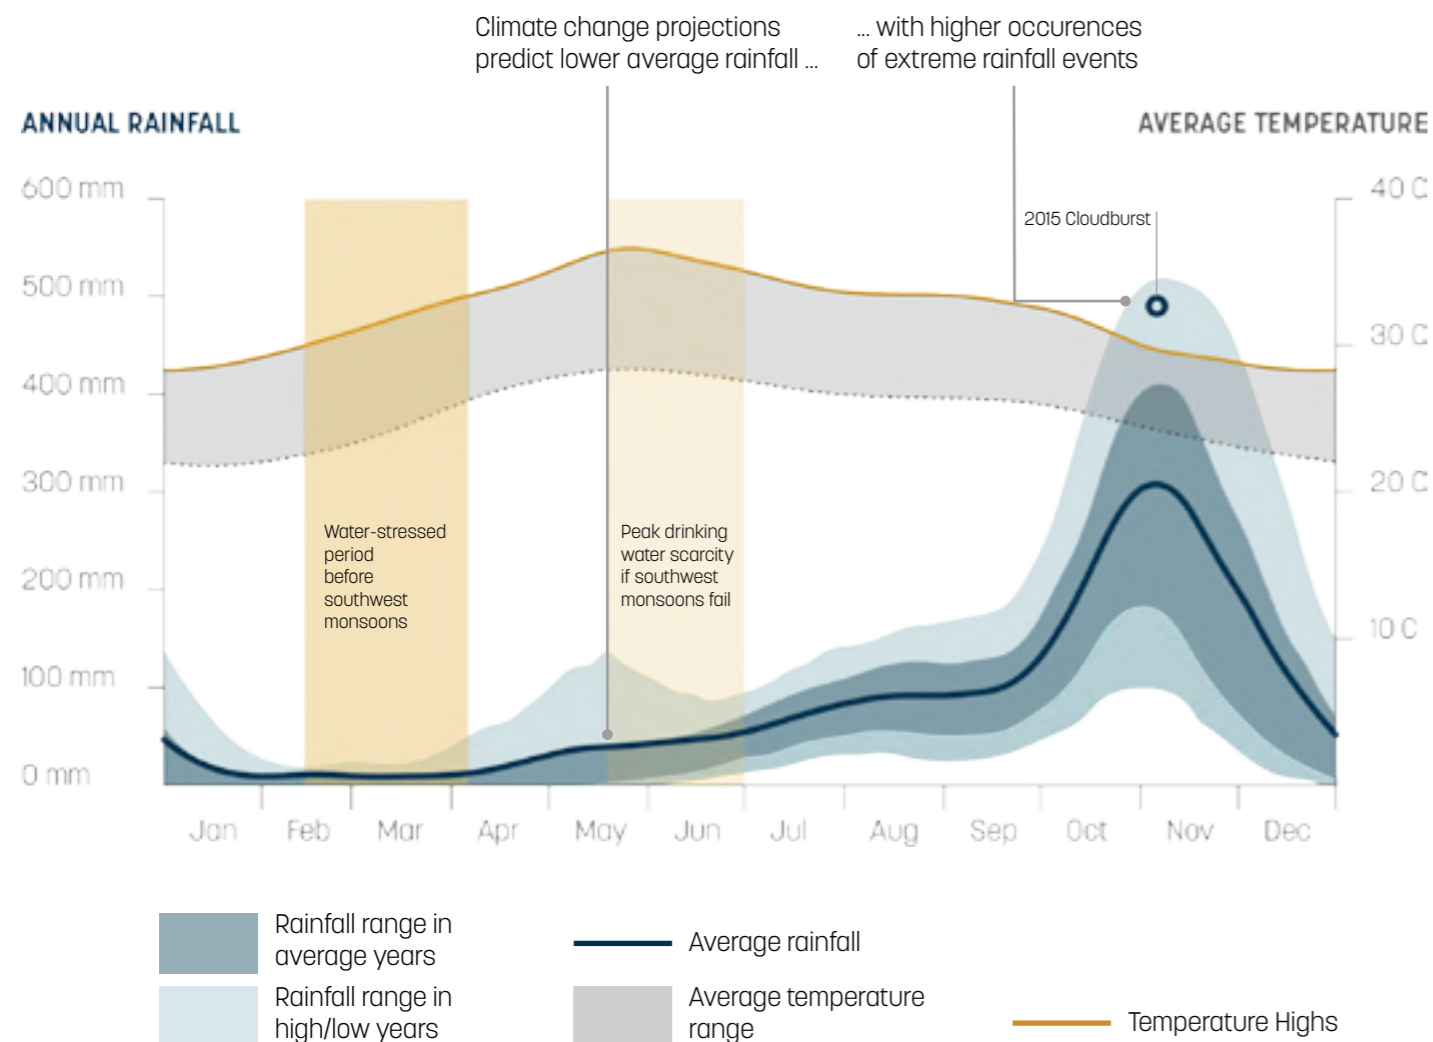 Climate change projections
predict lower average rainfall ...
... with higher occurences
of extreme rainfall events
ANNUAL RAINFALL
AVERAGE TEMPERATURE
600 mm
500 mm
400 mm
300 mm
200 mm
100 mm
0 mm
40 C
30 C
20 C
10 C
2015 Cloudburst
Water-stressed
period
before
southwest
monsoons
Peak drinking
water scarcity
if southwest
monsoons fail
Jan Feb Mar Apr May Jun Jul Aug Sep Oct Nov Dec
Rainfall range in
average years
Average rainfall
Rainfall range in
high/low years
Average temperature
range
Temperature Highs